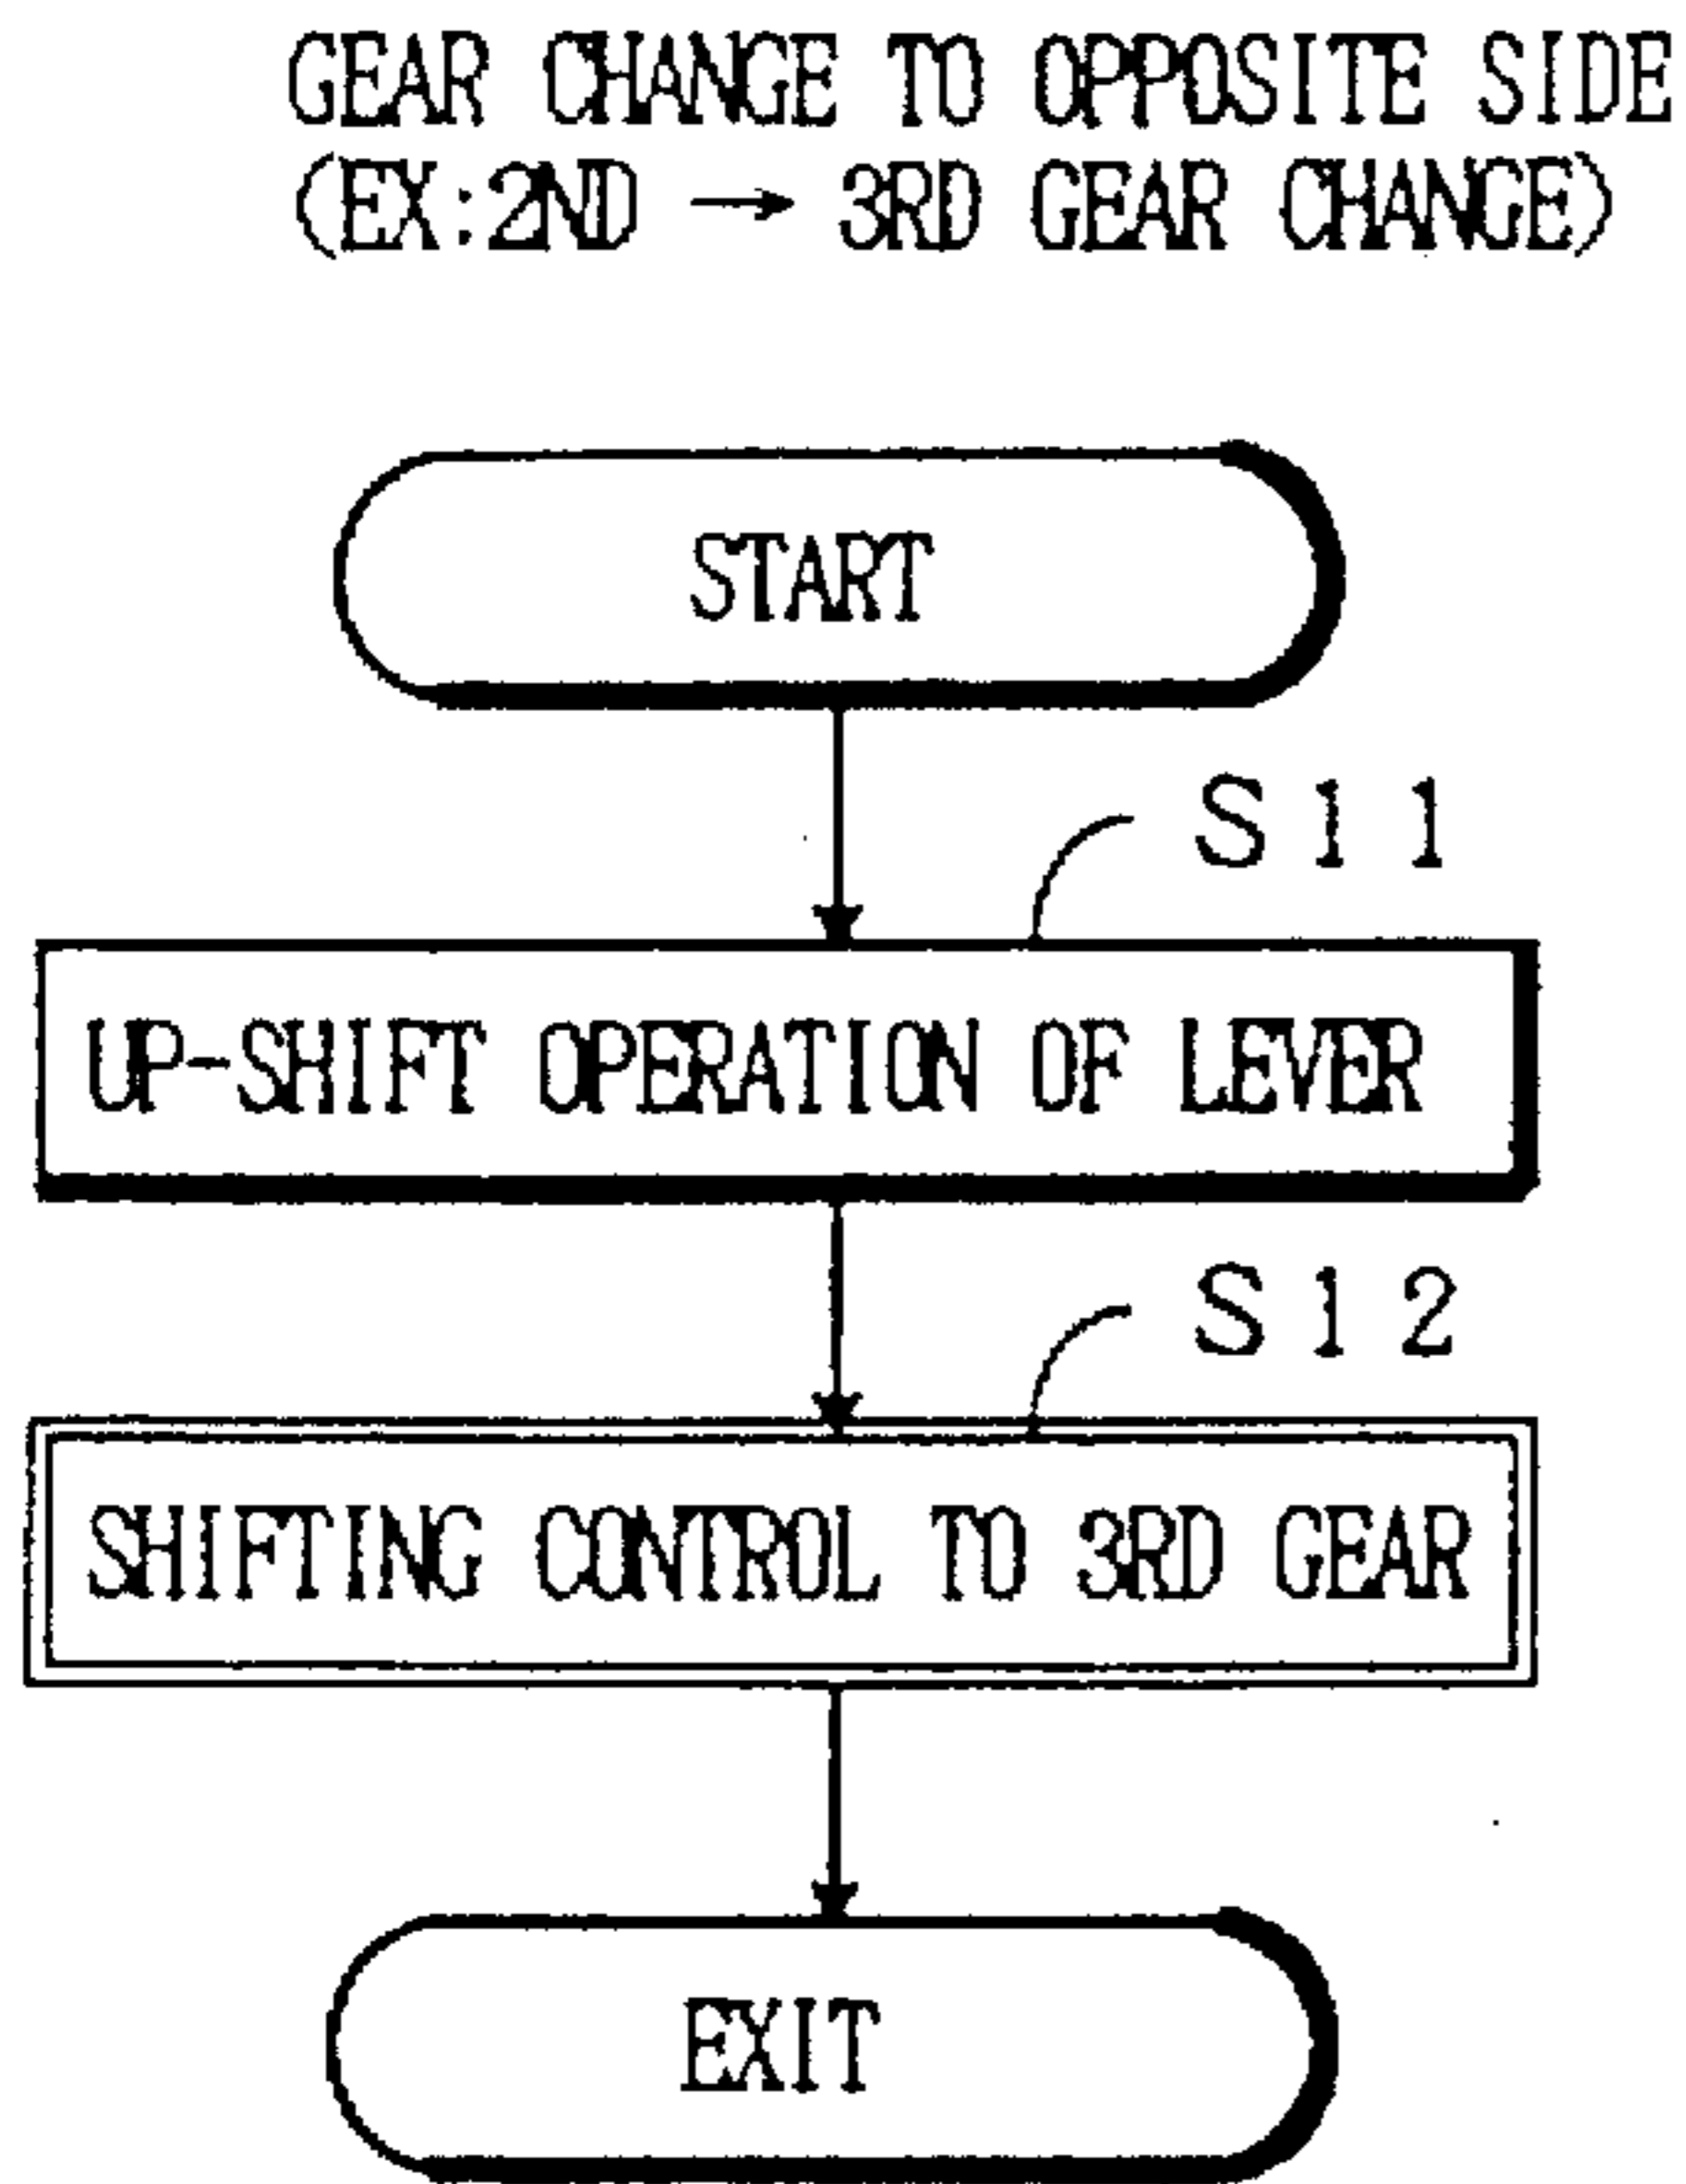 GEAR CHANGE TO OPPOSITE SIDE
(EX:2ND → 3RD GEAR CHANGE)
START
S11
UP-SHIFT OPERATION OF LEVER
S12
SHIFTING CONTROL TO 3RD GEAR
EXIT